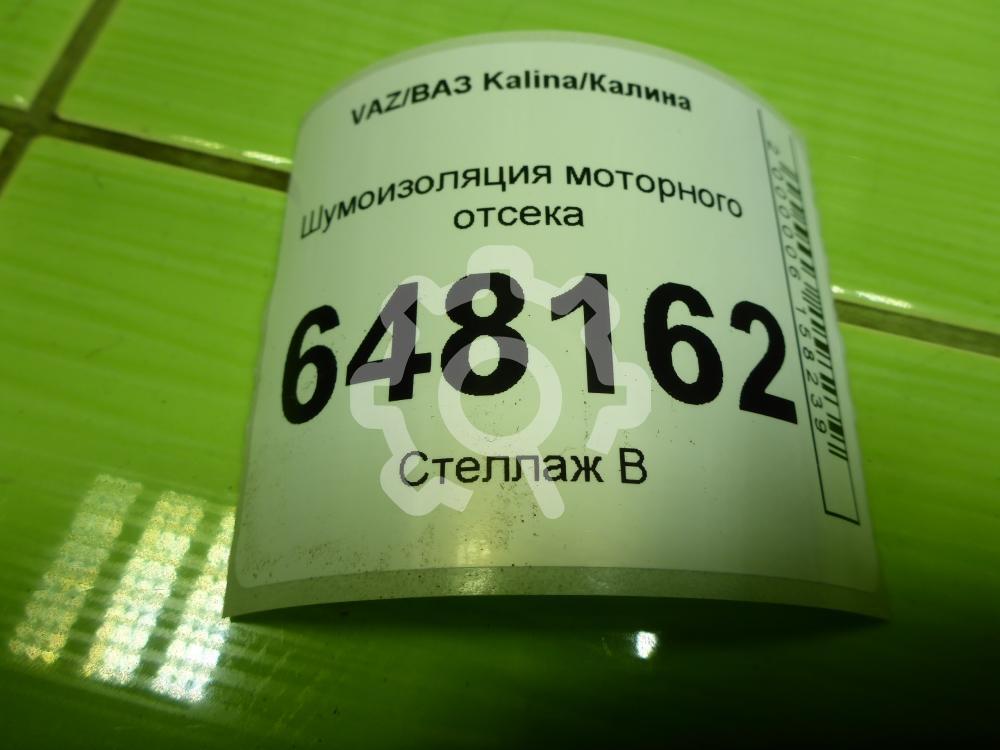 VAZ/ВАЗ Kalina/Калина
Шумоизоляция моторного
отсека
648162
Стеллаж В
2000006158239